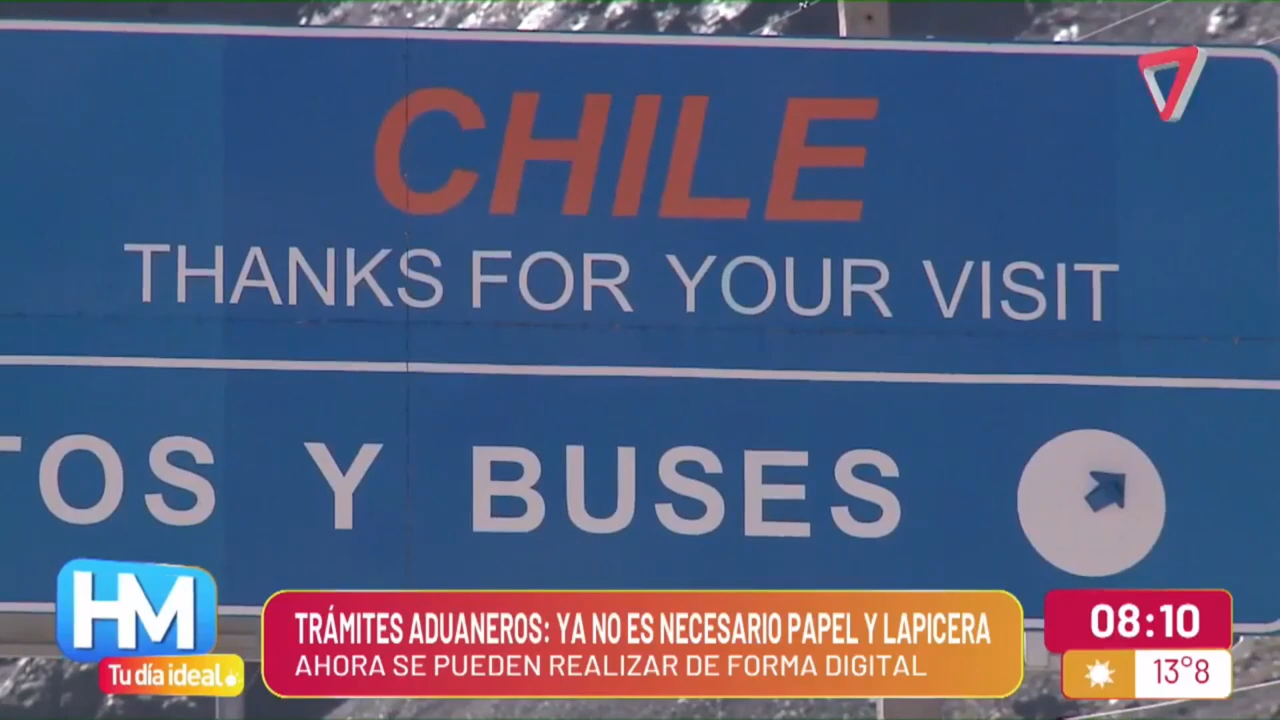 CHILE
THANKS FOR YOUR VISIT
TOS Y BUSES
7
HM
Tu día ideal.
TRÁMITES ADUANEROS: YA NO ES NECESARIO PAPEL Y LAPICERA
AHORA SE PUEDEN REALIZAR DE FORMA DIGITAL
08:10
13°8